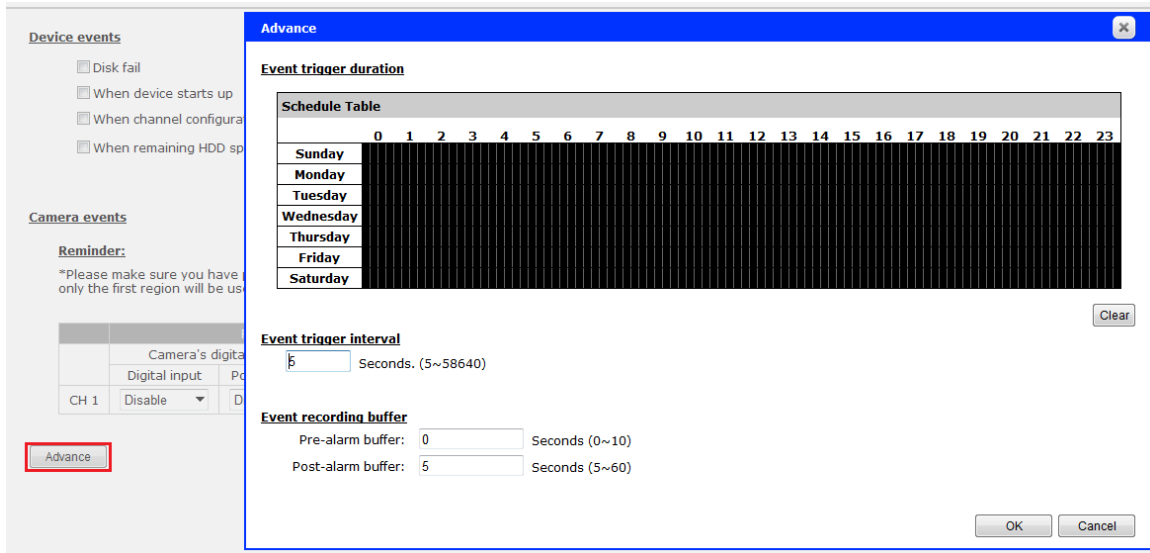 Device events
Disk fail
When device starts up
When channel configura
When remaining HDD sp
Camera events
Reminder:
*Please make sure you have
only the first region will be us
Camera's digita
Digital input
CH 1 Disable D
Advance
Advance
Event trigger duration
Schedule Table
0 1 2 3 4 5 6 7 8 9 10 11 12 13 14 15 16 17 18 19 20 21 22 23
Sunday
Monday
Tuesday
Wednesday
Thursday
Friday
Saturday
Clear
Event trigger interval
5 Seconds. (5~58640)
Event recording buffer
Pre-alarm buffer: 0 Seconds (0~10)
Post-alarm buffer: 5 Seconds (5~60)
OK Cancel